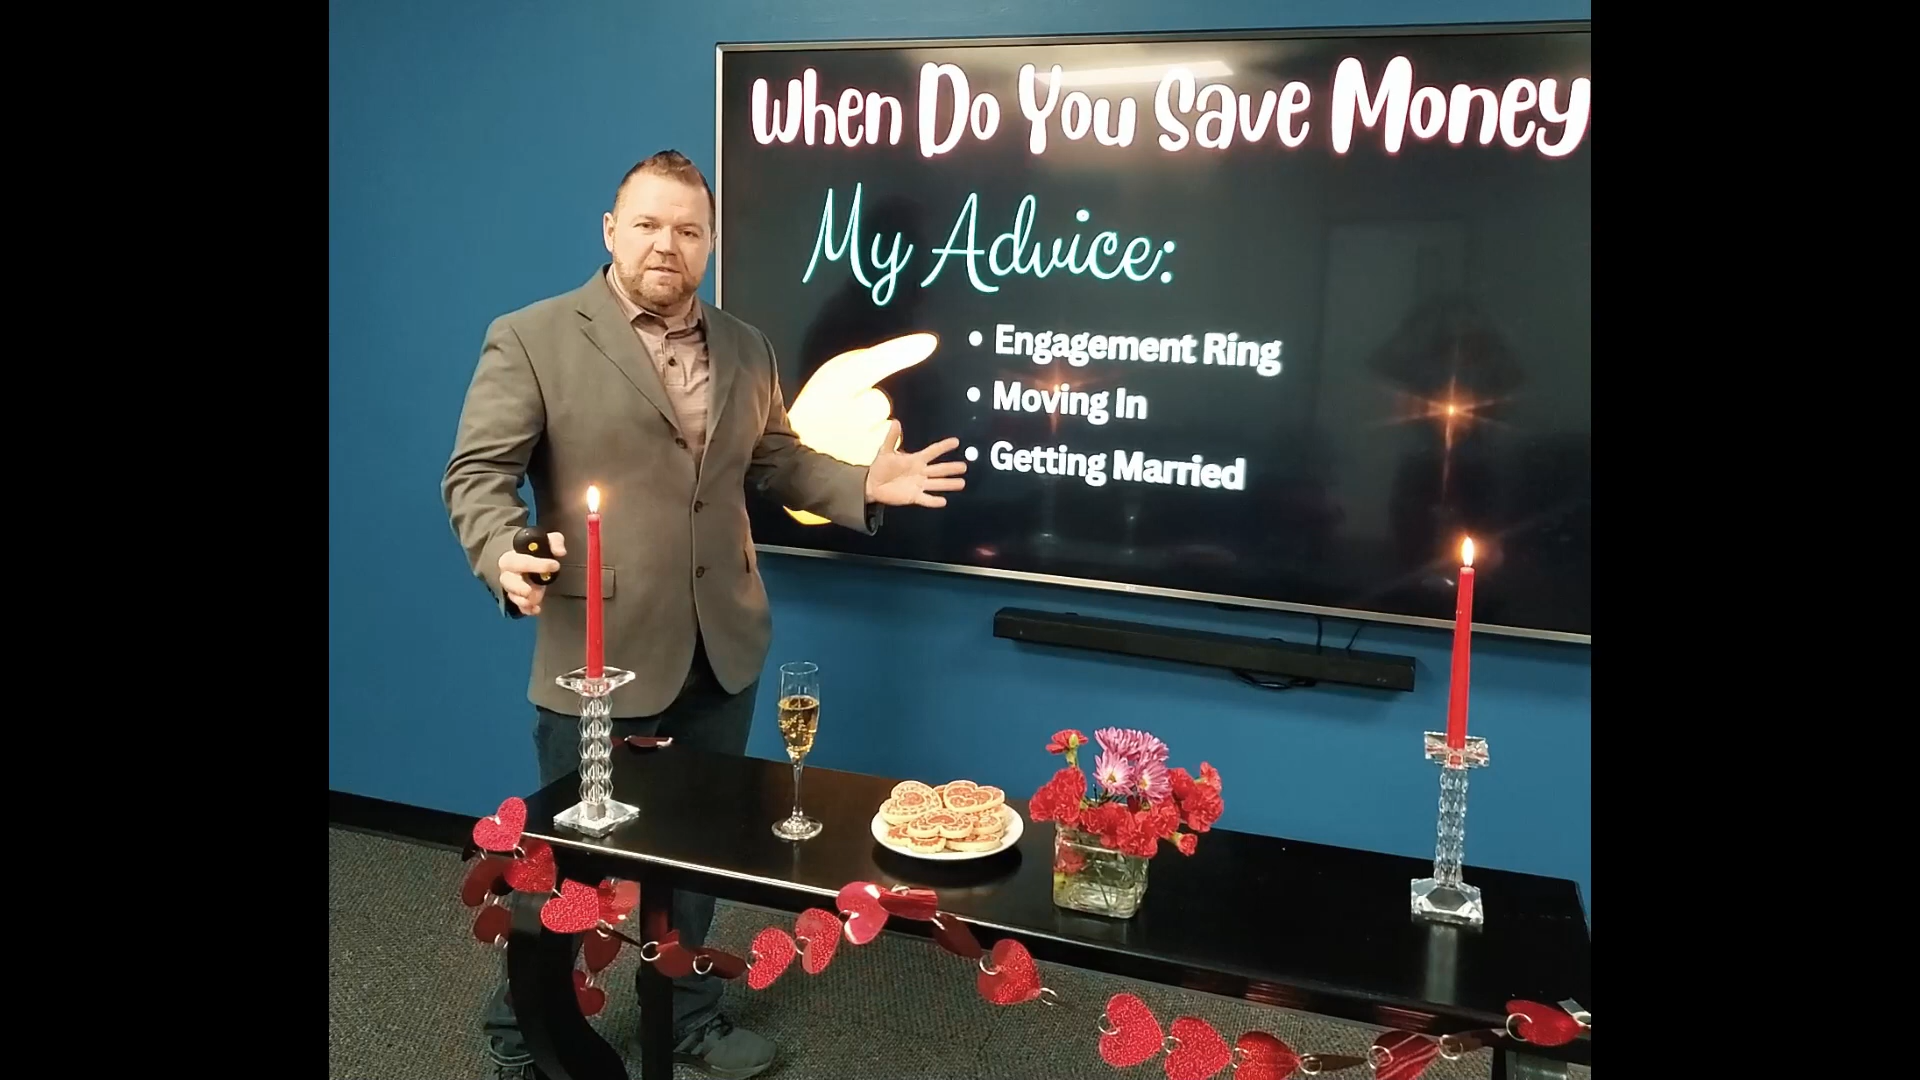 When Do You Save Money
My Advice:
• Engagement Ring
• Moving In
• Getting Married